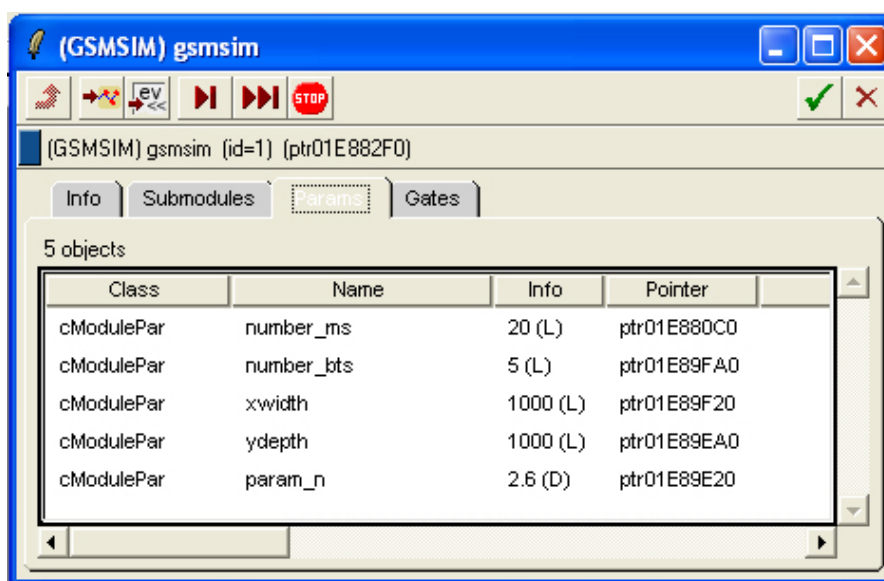 (GSMSIM) gsmsim
ev
<<
STOP
(GSMSIM) gsmsim (id=1) (ptr01E882F0)
Info Submodules Params Gates
5 objects
Class Name Info Pointer
cModulePar number_ms 20 (L) ptr01E880C0
cModulePar number_bts 5 (L) ptr01E89FA0
cModulePar xwidth 1000 (L) ptr01E89F20
cModulePar ydepth 1000 (L) ptr01E89EA0
cModulePar param_n 2.6 (D) ptr01E89E20